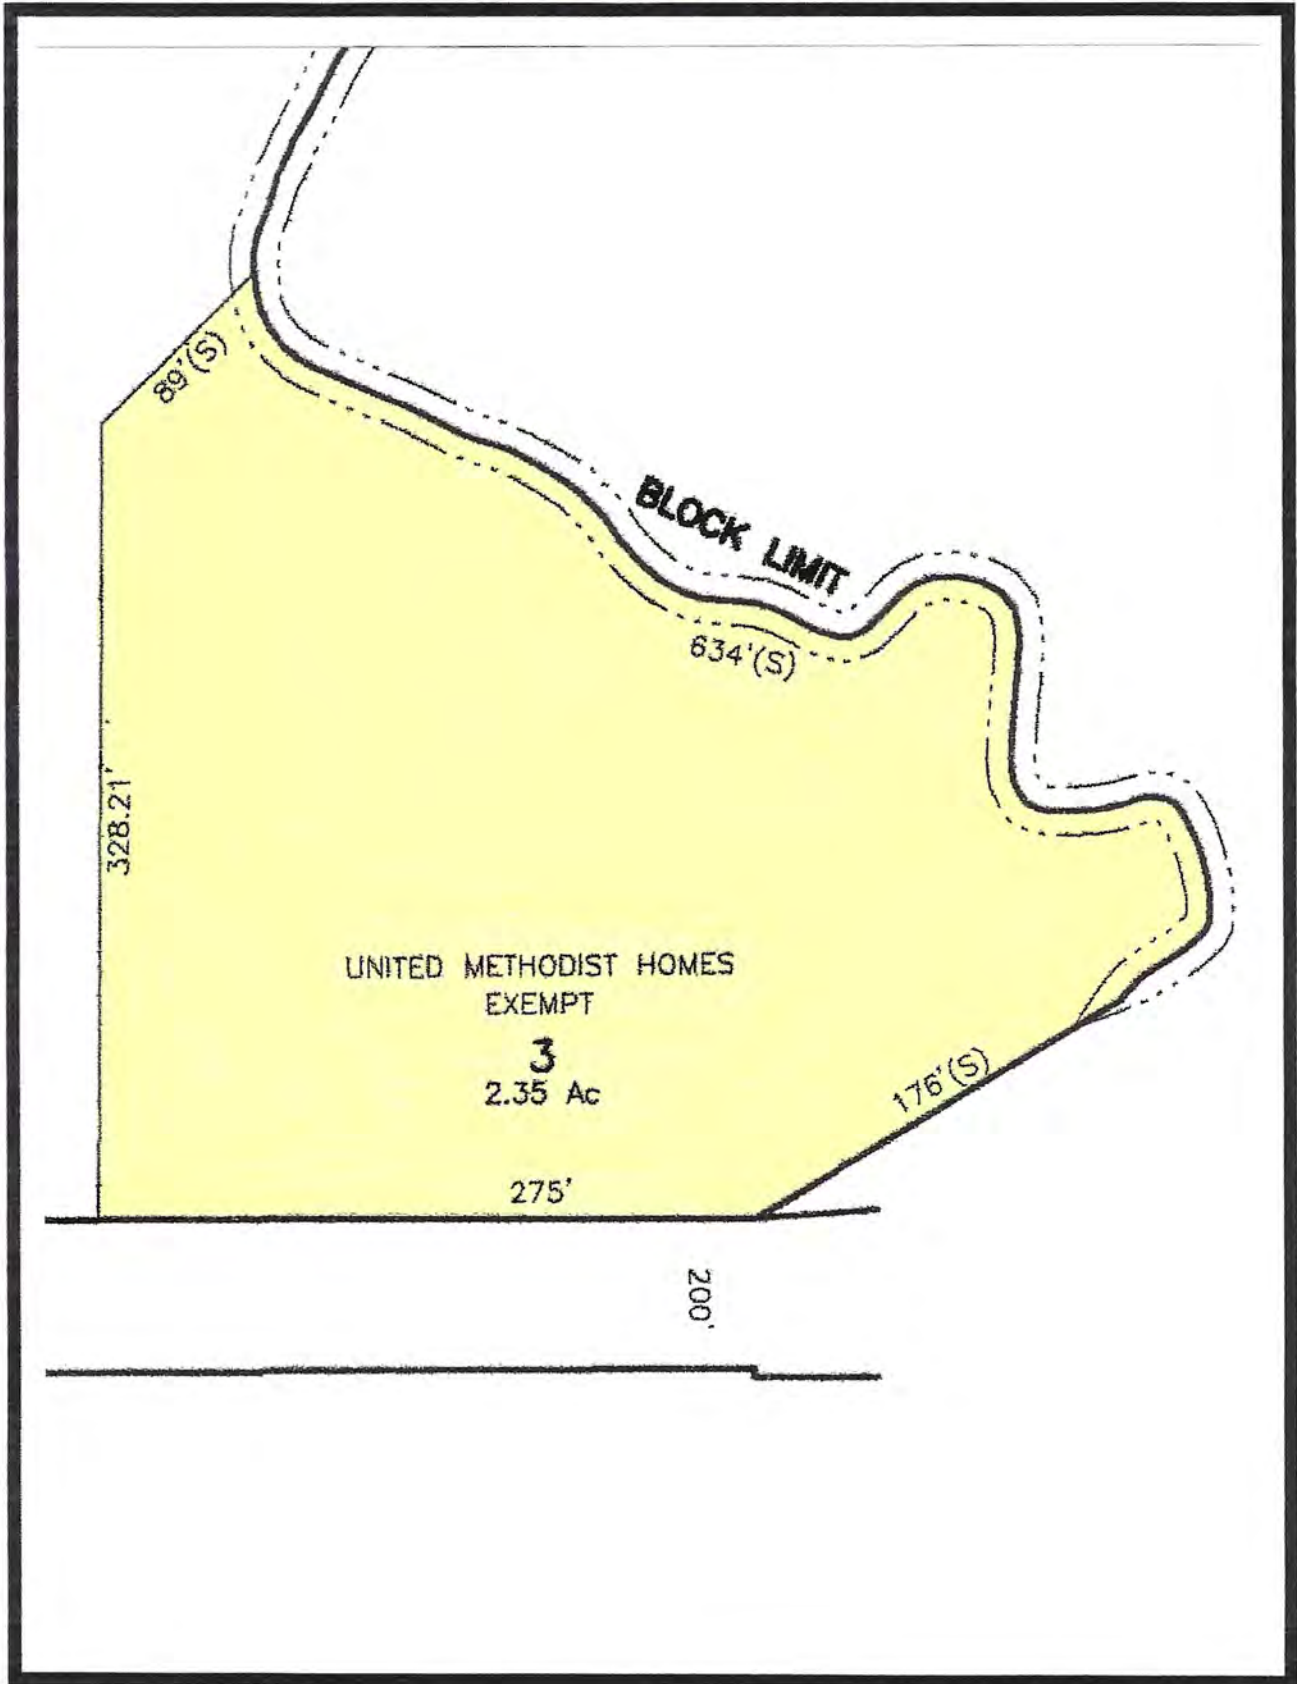 89'(S)
BLOCK LIMIT
634'(S)
328.21'
UNITED METHODIST HOMES
EXEMPT
3
2.35 Ac
176'(S)
275'
200'